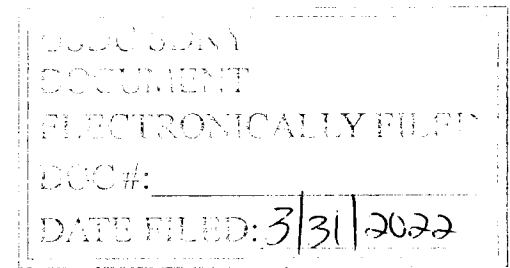 USDC SDNY
DOCUMENT
ELECTRONICALLY FILED
DOC #:
DATE FILED: 3/31/2022